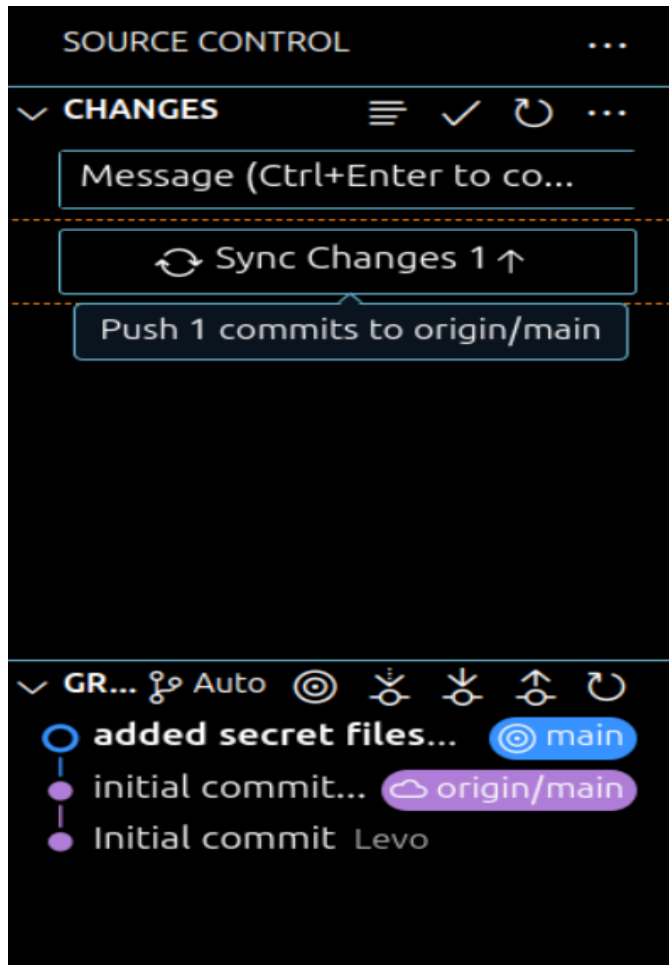 SOURCE CONTROL ...
CHANGES ...
Message (Ctrl+Enter to co...
Sync Changes 1↑
Push 1 commits to origin/main
GR... Auto
added secret files... main
initial commit... origin/main
Initial commit Levo